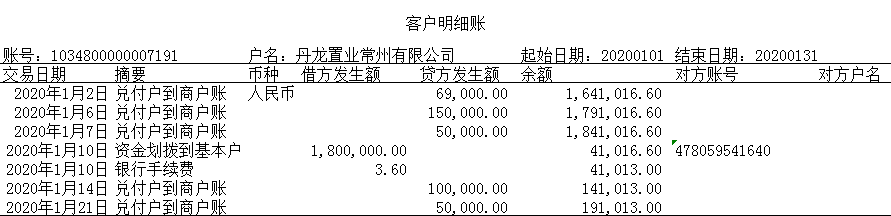 客户明细账
账号：1034800000007191 户名：丹龙置业常州有限公司 起始日期：20200101 结束日期：20200131
交易日期 摘要 币种 借方发生额 贷方发生额 余额 对方账号 对方户名
2020年1月2日 兑付户到商户账 人民币 69,000.00 1,641,016.60
2020年1月6日 兑付户到商户账 150,000.00 1,791,016.60
2020年1月7日 兑付户到商户账 50,000.00 1,841,016.60
2020年1月10日 资金划拨到基本户 1,800,000.00 41,016.60 478059541640
2020年1月10日 银行手续费 3.60 41,013.00
2020年1月14日 兑付户到商户账 100,000.00 141,013.00
2020年1月21日 兑付户到商户账 50,000.00 191,013.00